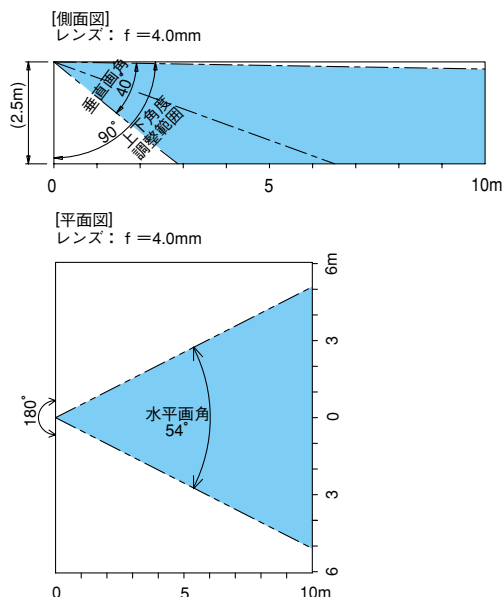 [側面図]
レンズ： f ＝4.0mm
(2.5m)
垂直画角
40°
90°
上下角度
調整範囲
0
5
10m
[平面図]
レンズ： f ＝4.0mm
6m
3
0
3
6
180°
水平画角
54°
0
5
10m